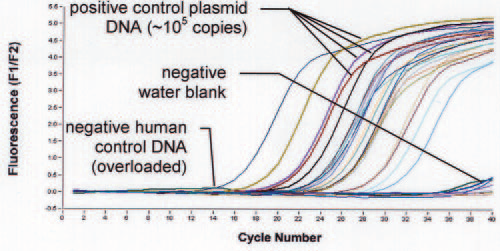 positive control plasmid
DNA (~10⁵ copies)
negative
water blank
negative human
control DNA
(overloaded)
Fluorescence (F1/F2)
5.5
5.0
4.5
4.0
3.5
3.0
2.5
2.0
1.5
1.0
0.5
0.0
-0.5
0 2 4 6 8 10 12 14 16 18 20 22 24 26 28 30 32 34 36 38 40
Cycle Number